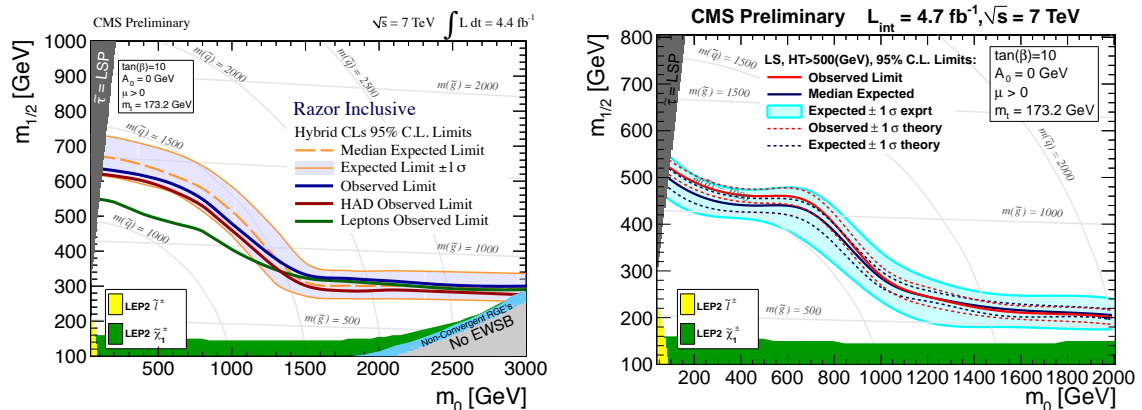 CMS Preliminary
√s = 7 TeV ∫ L dt = 4.4 fb⁻¹
m₁/₂ [GeV]
1000
900
800
700
600
500
400
300
200
100
τ̃ = LSP
tan(β)=10
A₀ = 0 GeV
μ > 0
mₜ = 173.2 GeV
m(q̃) = 2000
m(q̃) = 2500
m(g̃) = 2000
m(q̃) = 1500
m(g̃) = 1500
m(q̃) = 1000
m(g̃) = 1000
m(g̃) = 500
Razor Inclusive
Hybrid CLs 95% C.L. Limits
Median Expected Limit
Expected Limit ±1 σ
Observed Limit
HAD Observed Limit
Leptons Observed Limit
LEP2 l̃±
LEP2 χ̃₁±
Non-Convergent RGE's
No EWSB
500 1000 1500 2000 2500 3000
m₀ [GeV]
CMS Preliminary L_int = 4.7 fb⁻¹,√s = 7 TeV
m₁/₂ [GeV]
800
700
600
500
400
300
200
100
τ̃ = LSP
m(q̃) = 1500
m(g̃) = 1500
m(q̃) = 2000
m(g̃) = 1000
m(g̃) = 500
LS, HT>500(GeV), 95% C.L. Limits:
Observed Limit
Median Expected
Expected ± 1 σ exprt
Observed ± 1 σ theory
Expected ± 1 σ theory
tan(β)=10
A₀ = 0 GeV
μ > 0
mₜ = 173.2 GeV
LEP2 l̃±
LEP2 χ̃₁±
200 400 600 800 1000 1200 1400 1600 1800 2000
m₀ [GeV]